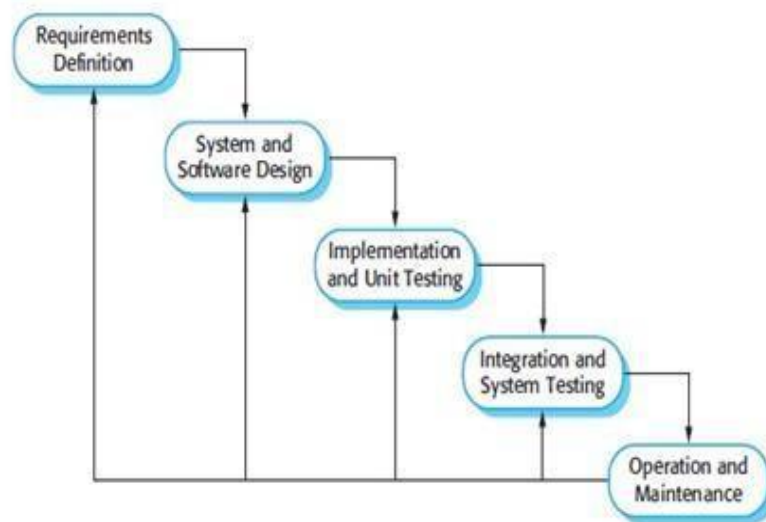 Requirements
Definition
System and
Software Design
Implementation
and Unit Testing
Integration and
System Testing
Operation and
Maintenance